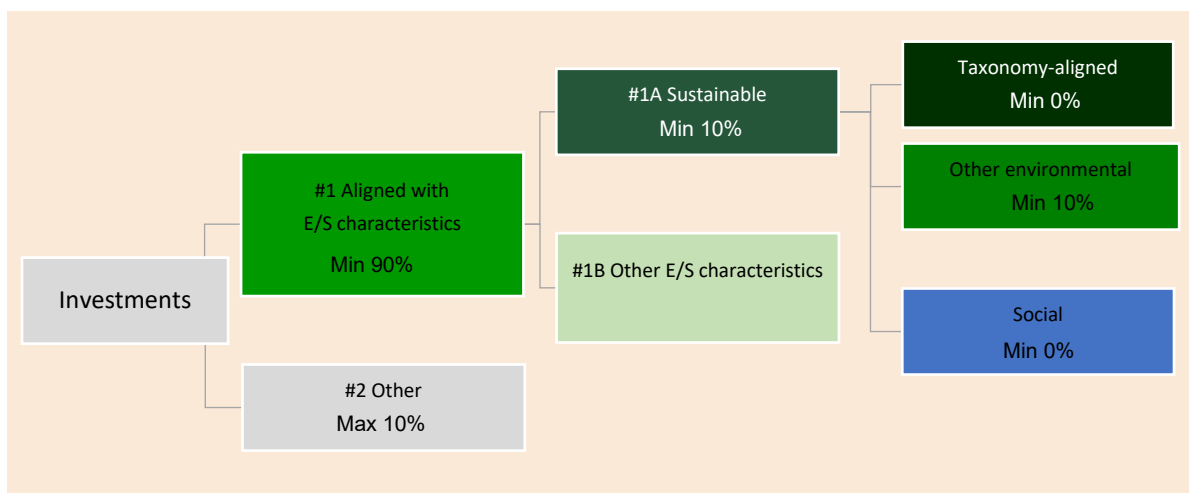 Investments
#1 Aligned with
E/S characteristics
Min 90%
#2 Other
Max 10%
#1A Sustainable
Min 10%
#1B Other E/S characteristics
Taxonomy-aligned
Min 0%
Other environmental
Min 10%
Social
Min 0%